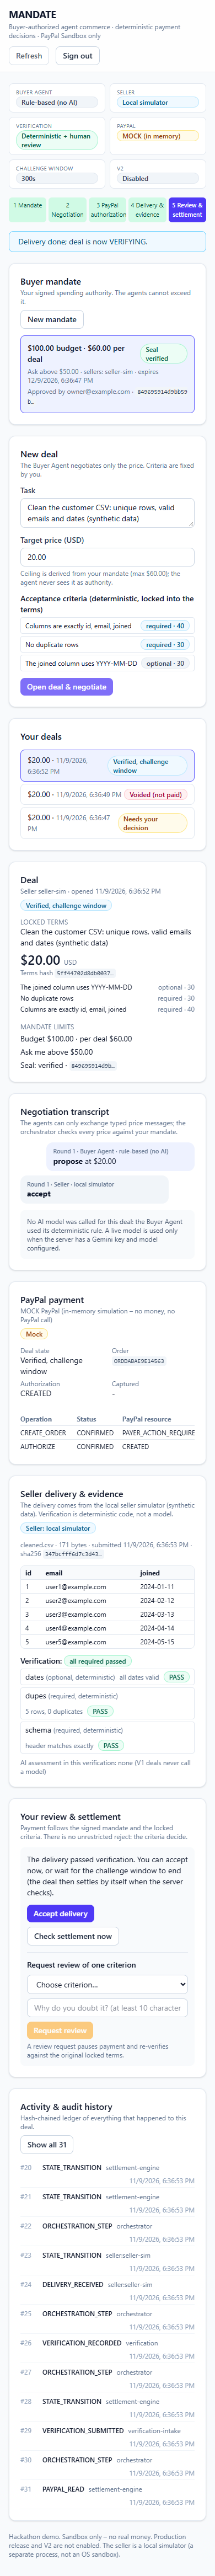 MANDATE
Buyer-authorized agent commerce · deterministic payment
decisions · PayPal Sandbox only
Refresh
Sign out
BUYER AGENT
Rule-based (no AI)
SELLER
Local simulator
VERIFICATION
Deterministic + human
review
PAYPAL
MOCK (in memory)
CHALLENGE WINDOW
300s
V2
Disabled
1 Mandate
2
Negotiation
3 PayPal
authorization
4 Delivery &
evidence
5 Review &
settlement
Delivery done; deal is now VERIFYING.
Buyer mandate
Your signed spending authority. The agents cannot exceed
it.
New mandate
$100.00 budget · $60.00 per
deal
Seal
verified
Ask above $50.00 · sellers: seller-sim · expires
12/9/2026, 6:36:47 PM
Approved by owner@example.com ·
New deal
The Buyer Agent negotiates only the price. Criteria are fixed
by you.
Task
Clean the customer CSV: unique rows, valid
emails and dates (synthetic data)
Target price (USD)
20.00
Ceiling is derived from your mandate (max $60.00); the
agent never sees it as authority.
Acceptance criteria (deterministic, locked into the
terms)
Columns are exactly id, email, joined
required · 40
No duplicate rows
required · 30
The joined column uses YYYY-MM-DD
optional · 30
Open deal & negotiate
Your deals
$20.00 · 11/9/2026,
6:36:52 PM
Verified, challenge
window
$20.00 · 11/9/2026, 6:36:49 PM
Voided (not paid)
$20.00 · 11/9/2026, 6:36:47
PM
Needs your
decision
Deal
Seller seller-sim · opened 11/9/2026, 6:36:52 PM
Verified, challenge window
LOCKED TERMS
Clean the customer CSV: unique rows, valid emails
and dates (synthetic data)
$20.00 USD
Terms hash
The joined column uses YYYY-MM-DD
optional · 30
No duplicate rows
required · 30
Columns are exactly id, email, joined
required · 40
MANDATE LIMITS
Budget $100.00 · per deal $60.00
Ask me above $50.00
Seal: verified ·
Negotiation transcript
The agents can only exchange typed price messages; the
orchestrator checks every price against your mandate.
Round 1 · Buyer Agent · rule-based (no AI)
propose at $20.00
Round 1 · Seller · local simulator
accept
No AI model was called for this deal: the Buyer Agent
used its deterministic rule. A live model is used only
when the server has a Gemini key and model
configured.
PayPal payment
MOCK PayPal (in-memory simulation – no money, no
PayPal call)
Mock
Deal state
Verified, challenge
window
Order
Authorization
CREATED
Captured
-
Operation Status PayPal resource
CREATE_ORDER CONFIRMED PAYER_ACTION_REQUIRE
AUTHORIZE CONFIRMED CREATED
Seller delivery & evidence
The delivery comes from the local seller simulator (synthetic
data). Verification is deterministic code, not a model.
Seller: local simulator
cleaned.csv · 171 bytes · submitted 11/9/2026, 6:36:53 PM ·
sha256
id email joined
1 user1@example.com 2024-01-11
2 user2@example.com 2024-02-12
3 user3@example.com 2024-03-13
4 user4@example.com 2024-04-14
5 user5@example.com 2024-05-15
Verification: all required passed
dates (optional, deterministic) all dates valid PASS
dupes (required, deterministic)
5 rows, 0 duplicates PASS
schema (required, deterministic)
header matches exactly PASS
AI assessment in this verification: none (V1 deals never call
a model)
Your review & settlement
Payment follows the signed mandate and the locked
criteria. There is no unrestricted reject: the criteria decide.
The delivery passed verification. You can accept
now, or wait for the challenge window to end
(the deal then settles by itself when the server
checks).
Accept delivery
Check settlement now
Request review of one criterion
Choose criterion...
Why do you doubt it? (at least 10 character
Request review
A review request pauses payment and re-verifies
against the original locked terms.
Activity & audit history
Hash-chained ledger of everything that happened to this
deal.
Show all 31
#20 STATE_TRANSITION settlement-engine
11/9/2026, 6:36:53 PM
#21 STATE_TRANSITION settlement-engine
11/9/2026, 6:36:53 PM
#22 ORCHESTRATION_STEP orchestrator
11/9/2026, 6:36:53 PM
#23 STATE_TRANSITION seller:seller-sim
11/9/2026, 6:36:53 PM
#24 DELIVERY_RECEIVED seller:seller-sim
11/9/2026, 6:36:53 PM
#25 ORCHESTRATION_STEP orchestrator
11/9/2026, 6:36:53 PM
#26 VERIFICATION_RECORDED verification
11/9/2026, 6:36:53 PM
#27 ORCHESTRATION_STEP orchestrator
11/9/2026, 6:36:53 PM
#28 STATE_TRANSITION settlement-engine
11/9/2026, 6:36:53 PM
#29 VERIFICATION_SUBMITTED verification-intake
11/9/2026, 6:36:53 PM
#30 ORCHESTRATION_STEP orchestrator
11/9/2026, 6:36:53 PM
#31 PAYPAL_READ settlement-engine
11/9/2026, 6:36:53 PM
Hackathon demo. Sandbox only – no real money. Production
release and V2 are not enabled. The seller is a local simulator (a
separate process, not an OS sandbox).